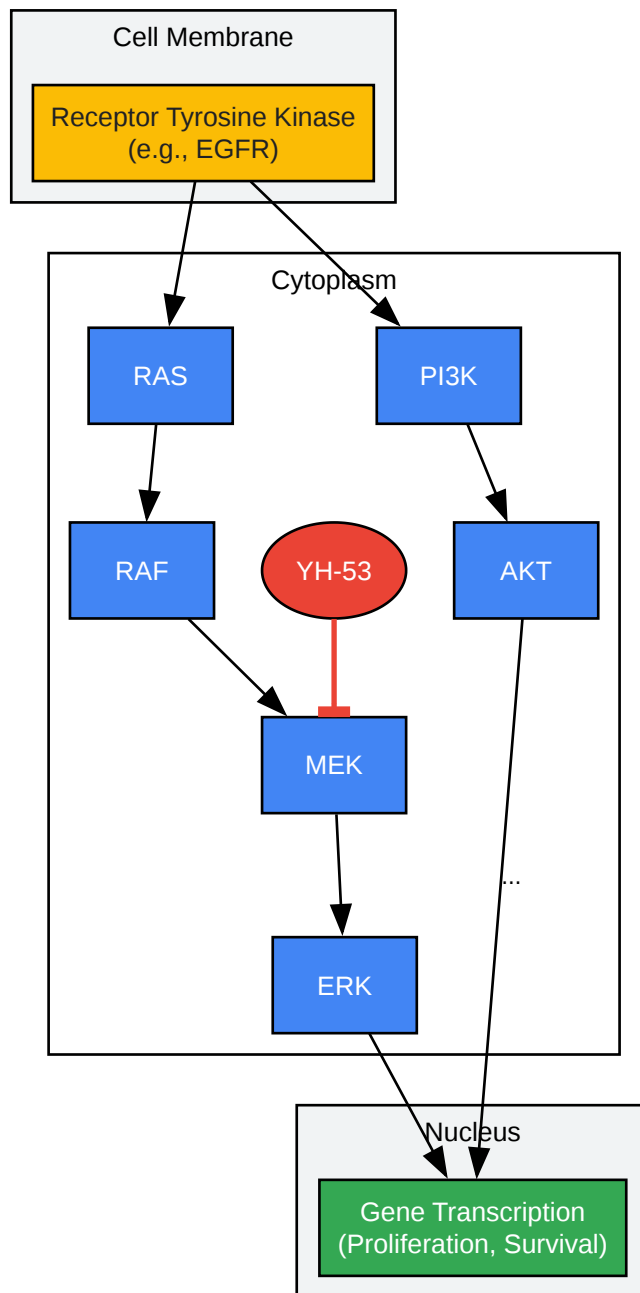 Cell Membrane
Receptor Tyrosine Kinase
(e.g., EGFR)
Cytoplasm
RAS
PI3K
RAF
YH-53
AKT
MEK
...
ERK
Nucleus
Gene Transcription
(Proliferation, Survival)